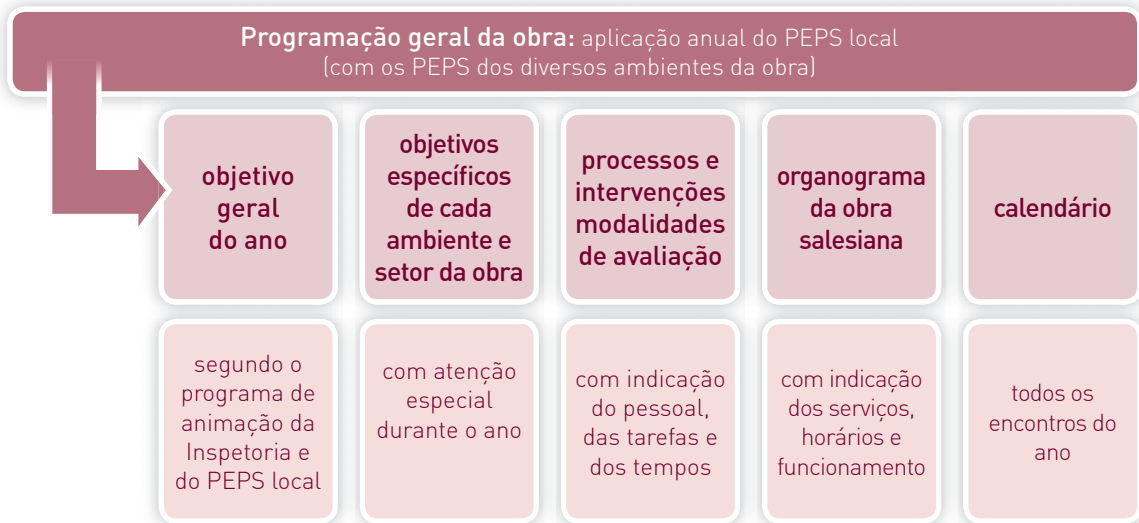 Programação geral da obra: aplicação anual do PEPS local
(com os PEPS dos diversos ambientes da obra)
objetivo
geral
do ano
objetivos
específicos
de cada
ambiente e
setor da obra
processos e
intervenções
modalidades
de avaliação
organograma
da obra
salesiana
calendário
segundo o
programa de
animação da
Inspetoria e
do PEPS local
com atenção
especial
durante o ano
com indicação
do pessoal,
das tarefas e
dos tempos
com indicação
dos serviços,
horários e
funcionamento
todos os
encontros do
ano